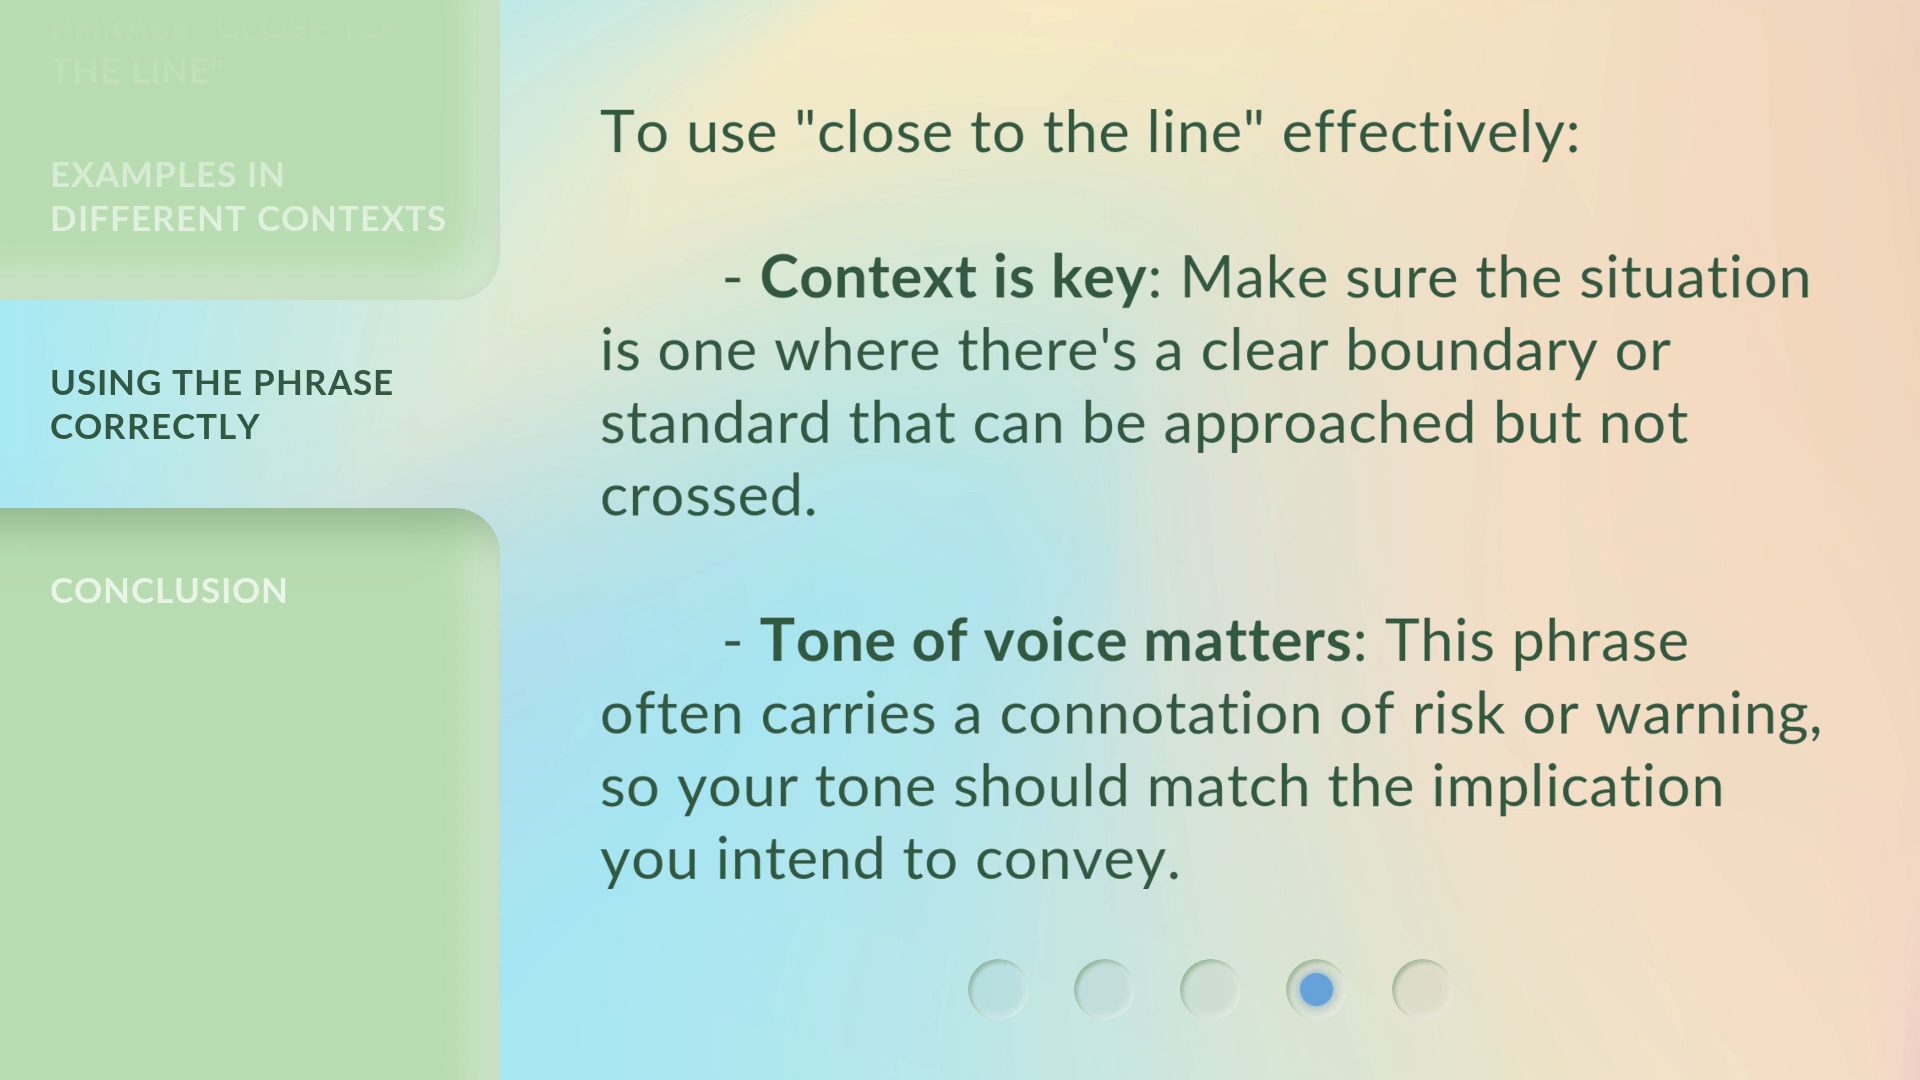 PHRASE "CLOSE TO
THE LINE"
EXAMPLES IN
DIFFERENT CONTEXTS
USING THE PHRASE
CORRECTLY
CONCLUSION
To use "close to the line" effectively:
- Context is key: Make sure the situation
is one where there's a clear boundary or
standard that can be approached but not
crossed.
- Tone of voice matters: This phrase
often carries a connotation of risk or warning,
so your tone should match the implication
you intend to convey.